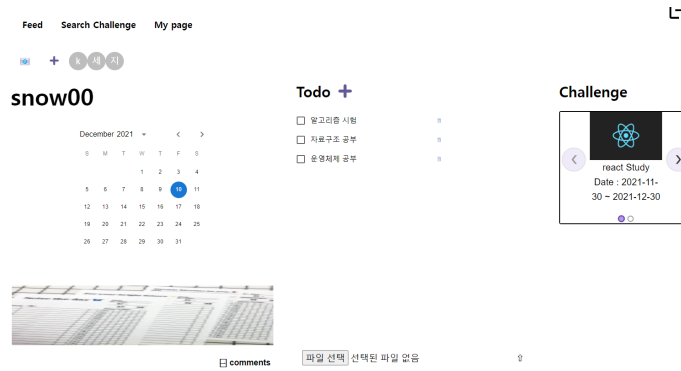 Feed Search Challenge My page
k 세 지
snow00
December 2021
S M T W T F S
1 2 3 4
5 6 7 8 9 10 11
12 13 14 15 16 17 18
19 20 21 22 23 24 25
26 27 28 29 30 31
comments
Todo +
알고리즘 시험
자료구조 공부
운영체제 공부
파일 선택 선택된 파일 없음
Challenge
react Study
Date : 2021-11-
30 ~ 2021-12-30